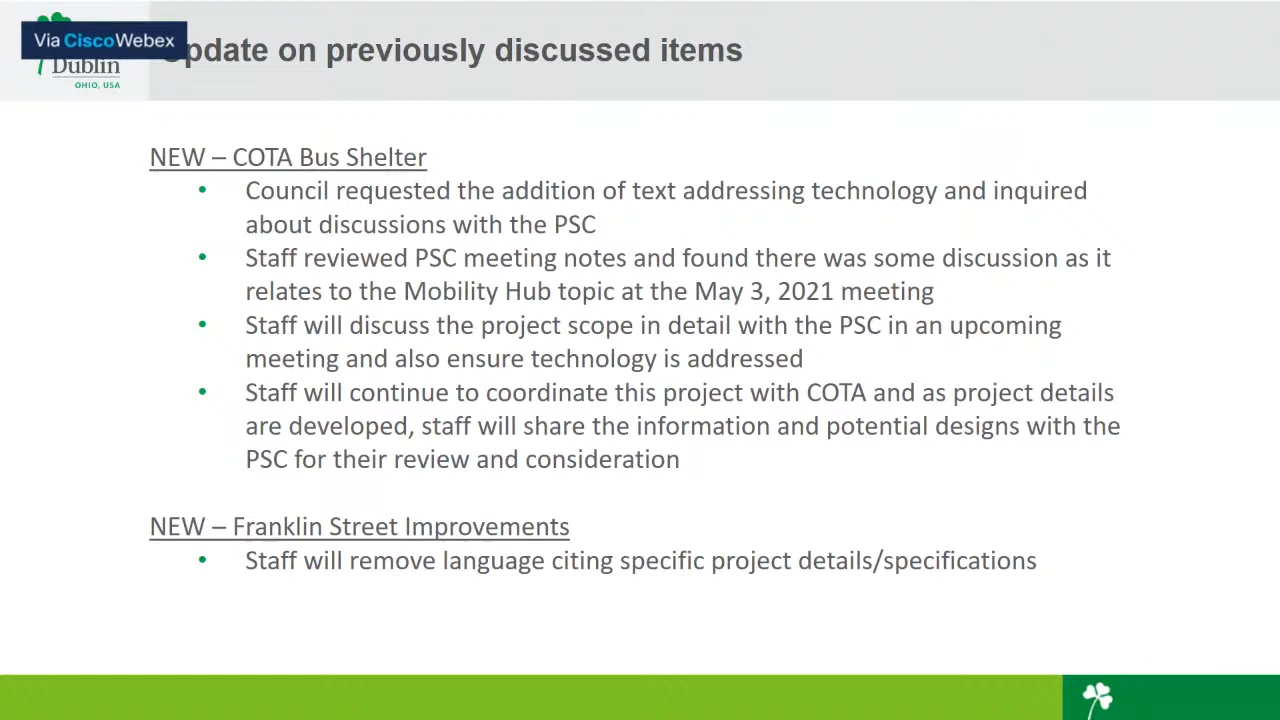 Via Cisco Webex
Update on previously discussed items
Dublin
OHIO, USA
NEW – COTA Bus Shelter
• Council requested the addition of text addressing technology and inquired
about discussions with the PSC
• Staff reviewed PSC meeting notes and found there was some discussion as it
relates to the Mobility Hub topic at the May 3, 2021 meeting
• Staff will discuss the project scope in detail with the PSC in an upcoming
meeting and also ensure technology is addressed
• Staff will continue to coordinate this project with COTA and as project details
are developed, staff will share the information and potential designs with the
PSC for their review and consideration
NEW – Franklin Street Improvements
• Staff will remove language citing specific project details/specifications